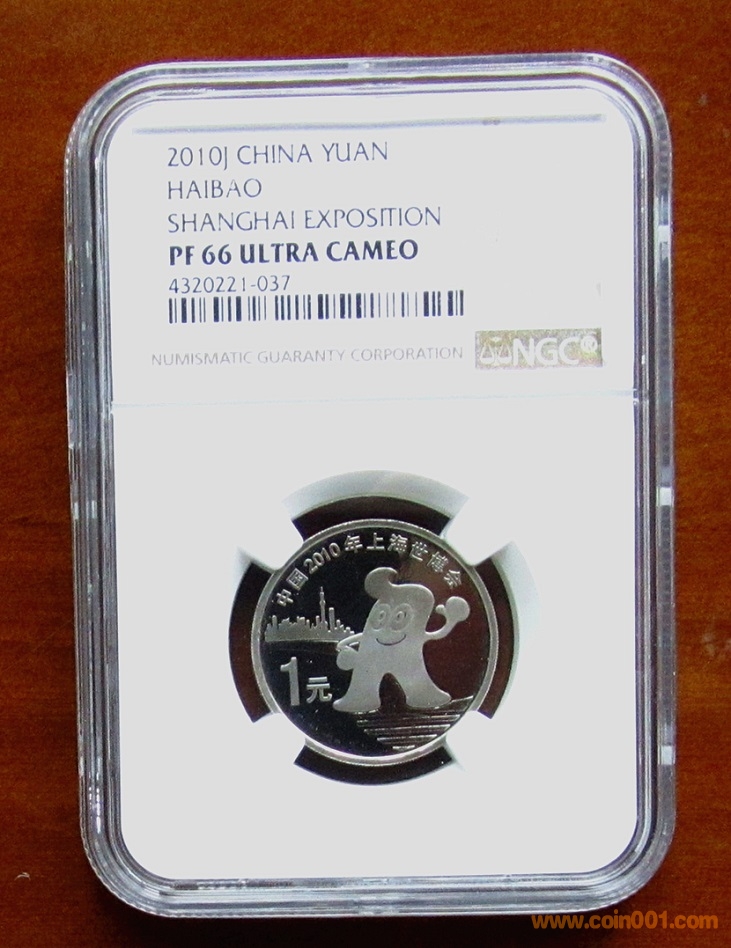 2010J CHINA YUAN
HAIBAO
SHANGHAI EXPOSITION
PF 66 ULTRA CAMEO
4320221-037
NUMISMATIC GUARANTY CORPORATION
NGC®
中国2010年上海世博会
1元
www.coin001.com